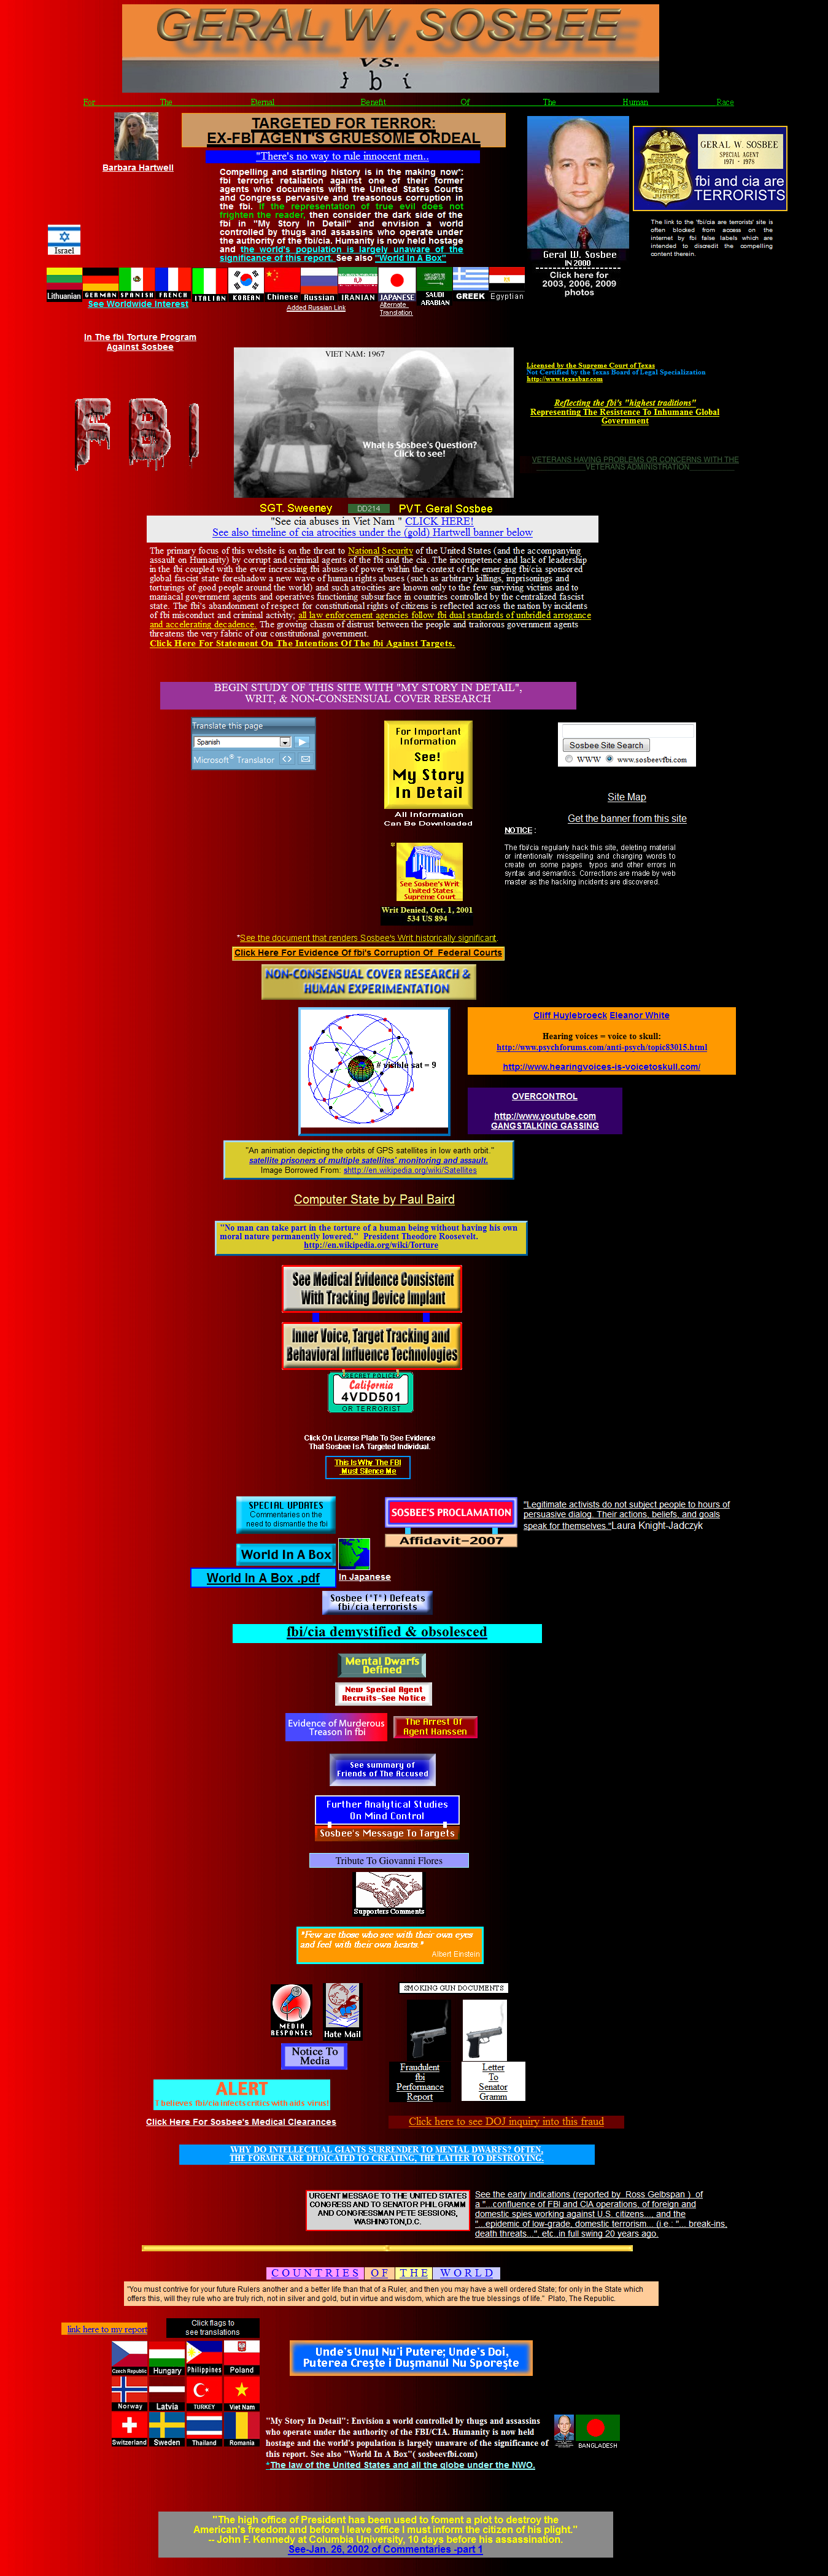 GERAL W. SOSBEE
VS.
fbi
For The Eternal Benefit Of The Human Race
Barbara Hartwell
TARGETED FOR TERROR:
EX-FBI AGENT'S GRUESOME ORDEAL
"There's no way to rule innocent men..
Compelling and startling history is in the making now*:
fbi terrorist retaliation against one of their former
agents who documents with the United States Courts
and Congress pervasive and treasonous corruption in
the fbi. If the representation of true evil does not
frighten the reader, then consider the dark side of the
fbi in "My Story In Detail" and envision a world
controlled by thugs and assassins who operate under
the authority of the fbi/cia. Humanity is now held hostage
and the world's population is largely unaware of the
significance of this report. See also "World In A Box"
Geral W. Sosbee
IN 2000
Click here for
2003, 2006, 2009
photos
GERAL W. SOSBEE
SPECIAL AGENT
1971 - 1978
fbi and cia are
TERRORISTS
The link to the 'fbi/cia are terrorists' site is
often blocked from access on the
internet by fbi false labels which are
intended to discredit the compelling
content therein.
Israel
Lithuanian
GERMAN
SPANISH
FRENCH
ITALIAN
KOREAN
Chinese
Russian
IRANIAN
JAPANESE
SAUDI
ARABIAN
GREEK
Egyptian
See Worldwide Interest
Added Russian Link
Alternate
Translation
In The fbi Torture Program
Against Sosbee
FBI
VIET NAM: 1967
What is Sosbee's Question?
Click to see!
SGT. Sweeney
DD214
PVT. Geral Sosbee
Licensed by the Supreme Court of Texas
Not Certified by the Texas Board of Legal Specialization
http://www.texasbar.com
Reflecting the fbi's "highest traditions"
Representing The Resistence To Inhumane Global
Government
VETERANS HAVING PROBLEMS OR CONCERNS WITH THE
VETERANS ADMINISTRATION
"See cia abuses in Viet Nam " CLICK HERE!
See also timeline of cia atrocities under the (gold) Hartwell banner below
The primary focus of this website is on the threat to National Security of the United States (and the accompanying
assault on Humanity) by corrupt and criminal agents of the fbi and the cia. The incompetence and lack of leadership
in the fbi coupled with the ever increasing fbi abuses of power within the context of the emerging fbi/cia sponsored
global fascist state foreshadow a new wave of human rights abuses (such as arbitrary killings, imprisonings and
torturings of good people around the world) and such atrocities are known only to the few surviving victims and to
maniacal government agents and operatives functioning subsurface in countries controlled by the centralized fascist
state. The fbi's abandonment of respect for constitutional rights of citizens is reflected across the nation by incidents
of fbi misconduct and criminal activity; all law enforcement agencies follow fbi dual standards of unbridled arrogance
and accelerating decadence. The growing chasm of distrust between the people and traitorous government agents
threatens the very fabric of our constitutional government.
Click Here For Statement On The Intentions Of The fbi Against Targets.
BEGIN STUDY OF THIS SITE WITH "MY STORY IN DETAIL",
WRIT, & NON-CONSENSUAL COVER RESEARCH
Translate this page
Spanish
Microsoft® Translator
For Important
Information
See!
My Story
In Detail
All Information
Can Be Downloaded
Sosbee Site Search
WWW www.sosbeevfbi.com
Site Map
Get the banner from this site
NOTICE :
The fbi/cia regularly hack this site, deleting material
or intentionally misspelling and changing words to
create on some pages typos and other errors in
syntax and semantics. Corrections are made by web
master as the hacking incidents are discovered.
See Sosbee's Writ
United States
Supreme Court
Writ Denied, Oct. 1, 2001
534 US 894
*See the document that renders Sosbee's Writ historically significant.
Click Here For Evidence Of fbi's Corruption Of Federal Courts
NON-CONSENSUAL COVER RESEARCH &
HUMAN EXPERIMENTATION
# visible sat = 9
Cliff Huylebroeck Eleanor White
Hearing voices = voice to skull:
http://www.psychforums.com/anti-psych/topic83015.html
http://www.hearingvoices-is-voicetoskull.com/
OVERCONTROL
http://www.youtube.com
GANGSTALKING GASSING
"An animation depicting the orbits of GPS satellites in low earth orbit."
satellite prisoners of multiple satellites' monitoring and assault.
Image Borrowed From: shttp://en.wikipedia.org/wiki/Satellites
Computer State by Paul Baird
"No man can take part in the torture of a human being without having his own
moral nature permanently lowered." President Theodore Roosevelt.
http://en.wikipedia.org/wiki/Torture
See Medical Evidence Consistent
With Tracking Device Implant
Inner Voice, Target Tracking and
Behavioral Influence Technologies
SECRET POLICE
California
4VDD501
OR TERRORIST
Click On License Plate To See Evidence
That Sosbee Is A Targeted Individual.
This Is Why The FBI
Must Silence Me
SPECIAL UPDATES
Commentaries on the
need to dismantle the fbi
SOSBEE'S PROCLAMATION
Affidavit-2007
"Legitimate activists do not subject people to hours of
persuasive dialog. Their actions, beliefs, and goals
speak for themselves."Laura Knight-Jadczyk
World In A Box
World In A Box .pdf
In Japanese
Sosbee ("T") Defeats
fbi/cia terrorists
fbi/cia demystified & obsolesced
Mental Dwarfs
Defined
New Special Agent
Recruits-See Notice
Evidence of Murderous
Treason In fbi
The Arrest Of
Agent Hanssen
See summary of
Friends of The Accused
Further Analytical Studies
On Mind Control
Sosbee's Message To Targets
Tribute To Giovanni Flores
Supporters Comments
"Few are those who see with their own eyes
and feel with their own hearts."
Albert Einstein
MEDIA
RESPONSES
Hate Mail
Notice To
Media
SMOKING GUN DOCUMENTS
Fraudulent
fbi
Performance
Report
Letter
To
Senator
Gramm
ALERT
T believes fbi/cia infects critics with aids virus!
Click Here For Sosbee's Medical Clearances
Click here to see DOJ inquiry into this fraud
WHY DO INTELLECTUAL GIANTS SURRENDER TO MENTAL DWARFS? OFTEN,
THE FORMER ARE DEDICATED TO CREATING, THE LATTER TO DESTROYING.
URGENT MESSAGE TO THE UNITED STATES
CONGRESS AND TO SENATOR PHIL GRAMM
AND CONGRESSMAN PETE SESSIONS,
WASHINGTON,D.C.
See the early indications (reported by Ross Gelbspan ) of
a "...confluence of FBI and CIA operations, of foreign and
domestic spies working against U.S. citizens..., and the
"...epidemic of low-grade, domestic terrorism... (i.e.: "... break-ins,
death threats...", etc.,in full swing 20 years ago.
COUNTRIES OF THE WORLD
"You must contrive for your future Rulers another and a better life than that of a Ruler, and then you may have a well ordered State; for only in the State which
offers this, will they rule who are truly rich, not in silver and gold, but in virtue and wisdom, which are the true blessings of life." Plato, The Republic.
link here to my report
Click flags to
see translations
Czech Republic
Hungary
Philippines
Poland
Norway
Latvia
TURKEY
Viet Nam
Switzerland
Sweden
Thailand
Romania
Unde's Unul Nu'i Putere; Unde's Doi,
Puterea Creşte i Duşmanul Nu Sporeşte
"My Story In Detail": Envision a world controlled by thugs and assassins
who operate under the authority of the FBI/CIA. Humanity is now held
hostage and the world's population is largely unaware of the significance of
this report. See also "World In A Box"( sosbeevfbi.com)
*The law of the United States and all the globe under the NWO.
BANGLADESH
"The high office of President has been used to foment a plot to destroy the
American's freedom and before I leave office I must inform the citizen of his plight."
-- John F. Kennedy at Columbia University, 10 days before his assassination.
See-Jan. 26, 2002 of Commentaries -part 1